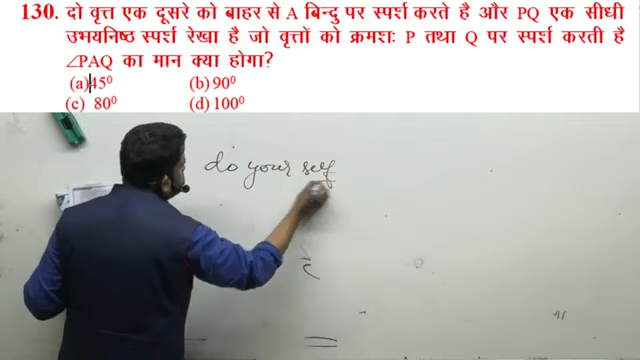 130. दो वृत्त एक दूसरे को बाहर से A बिन्दु पर स्पर्श करते है और PQ एक सीधी
उभयनिष्ठ स्पर्श रेखा है जो वृत्तों को क्रमशः P तथा Q पर स्पर्श करती है
∠PAQ का मान क्या होगा?
(a) 45⁰ (b) 90⁰
(c) 80⁰ (d) 100⁰
do your self